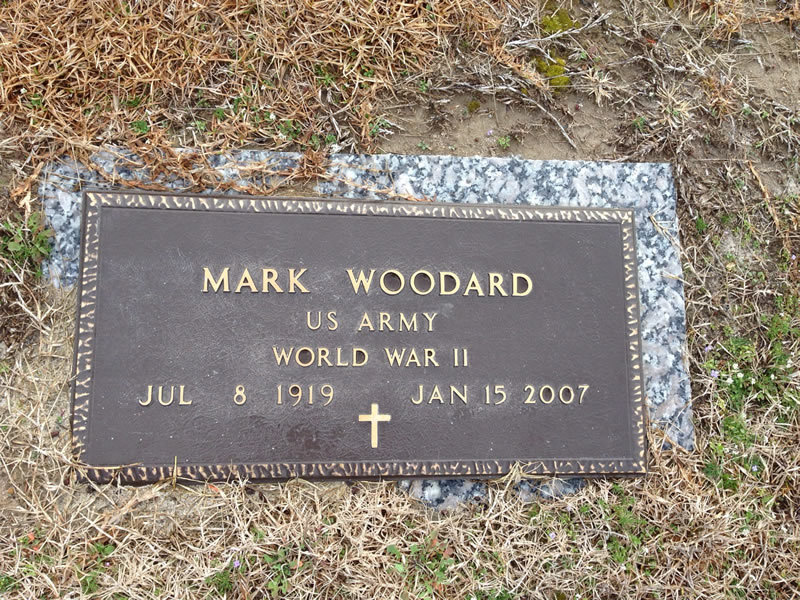 MARK WOODARD
US ARMY
WORLD WAR II
JUL 8 1919 JAN 15 2007